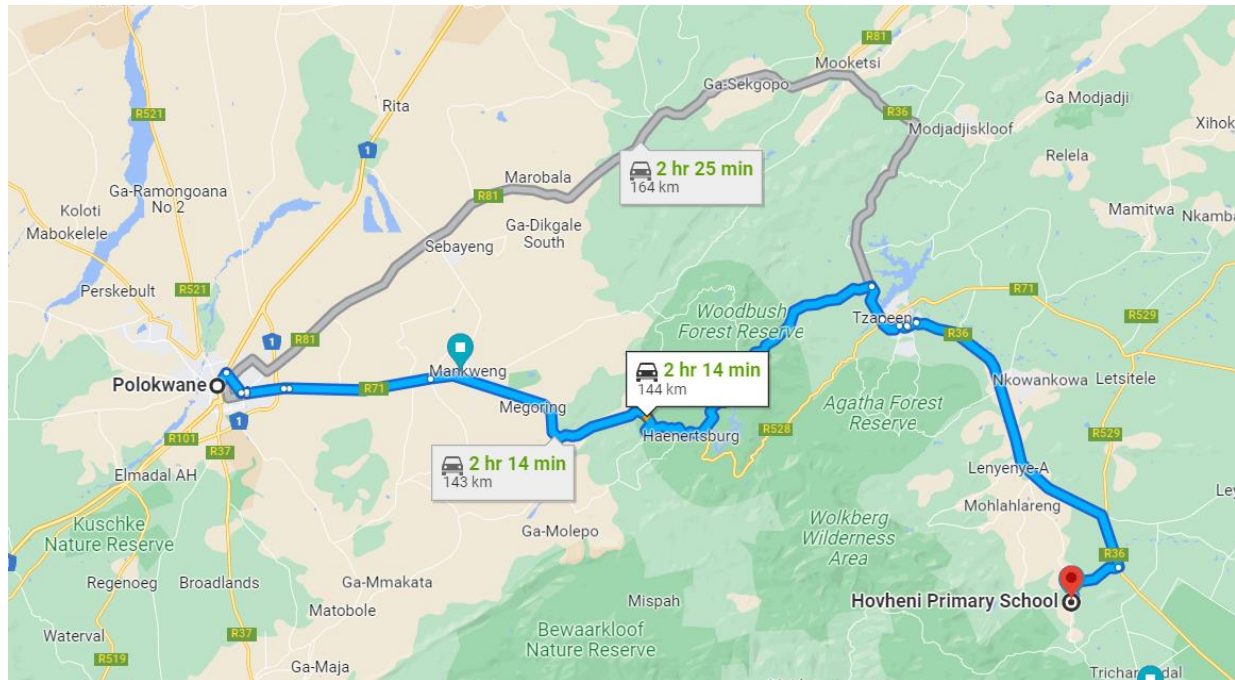 R521
Rita
1
Ga-Ramongoana
No 2
Koloti
Mabokelele
Perskebult
R521
R81
1
Polokwane
1
R101
R37
Elmadal AH
Kuschke
Nature Reserve
Regenoeg
Broadlands
Waterval
R519
R37
Matobole
Ga-Maja
Ga-Mmakata
R71
Mankweng
Megoring
Sebayeng
Marobala
R81
Ga-Dikgale
South
2 hr 25 min
164 km
Ga-Sekgopo
Mooketsi
R81
R36
Modjadjiskloof
Ga Modjadji
Relela
Mamitwa
Woodbush
Forest Reserve
Tzaneen
R36
R71
R529
2 hr 14 min
144 km
Haenertsburg
R528
Agatha Forest
Reserve
Nkowankowa
Letsitele
R529
2 hr 14 min
143 km
Ga-Molepo
Lenyenye-A
Mohlahlareng
Wolkberg
Wilderness
Area
R36
Hovheni Primary School
Mispah
Bewaarkloof
Nature Reserve